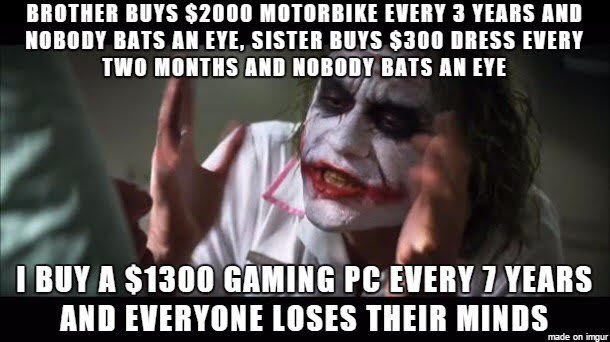 BROTHER BUYS $2000 MOTORBIKE EVERY 3 YEARS AND
NOBODY BATS AN EYE, SISTER BUYS $300 DRESS EVERY
TWO MONTHS AND NOBODY BATS AN EYE
I BUY A $1300 GAMING PC EVERY 7 YEARS
AND EVERYONE LOSES THEIR MINDS
made on imgur